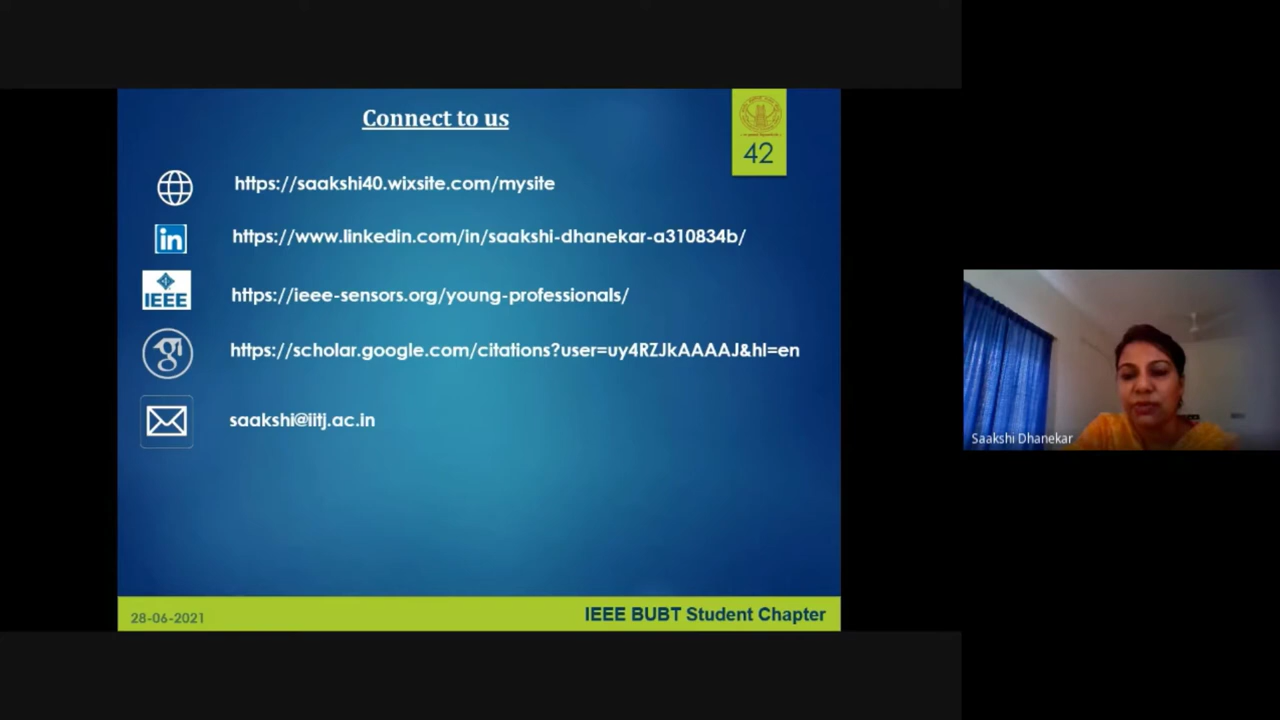 Connect to us
42
https://saakshi40.wixsite.com/mysite
in https://www.linkedin.com/in/saakshi-dhanekar-a310834b/
IEEE https://ieee-sensors.org/young-professionals/
g https://scholar.google.com/citations?user=uy4RZJkAAAAJ&hl=en
saakshi@iitj.ac.in
28-06-2021
IEEE BUBT Student Chapter
Saakshi Dhanekar